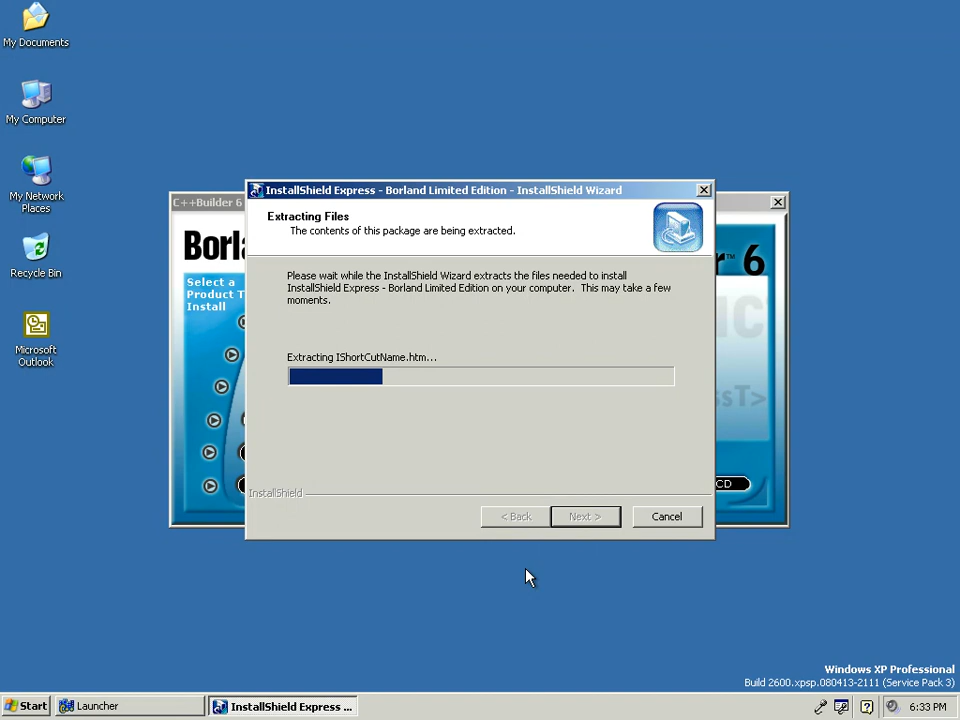 My Documents
My Computer
My Network
Places
Recycle Bin
Microsoft
Outlook
C++Builder 6
Select a
Install
6
CD
InstallShield Express - Borland Limited Edition - InstallShield Wizard
Extracting Files
The contents of this package are being extracted.
Please wait while the InstallShield Wizard extracts the files needed to install
InstallShield Express - Borland Limited Edition on your computer. This may take a few
moments.
Extracting IShortCutName.htm...
InstallShield
< Back
Next >
Cancel
Windows XP Professional
Build 2600.xpsp.080413-2111 (Service Pack 3)
Start
Launcher
InstallShield Express ...
6:33 PM